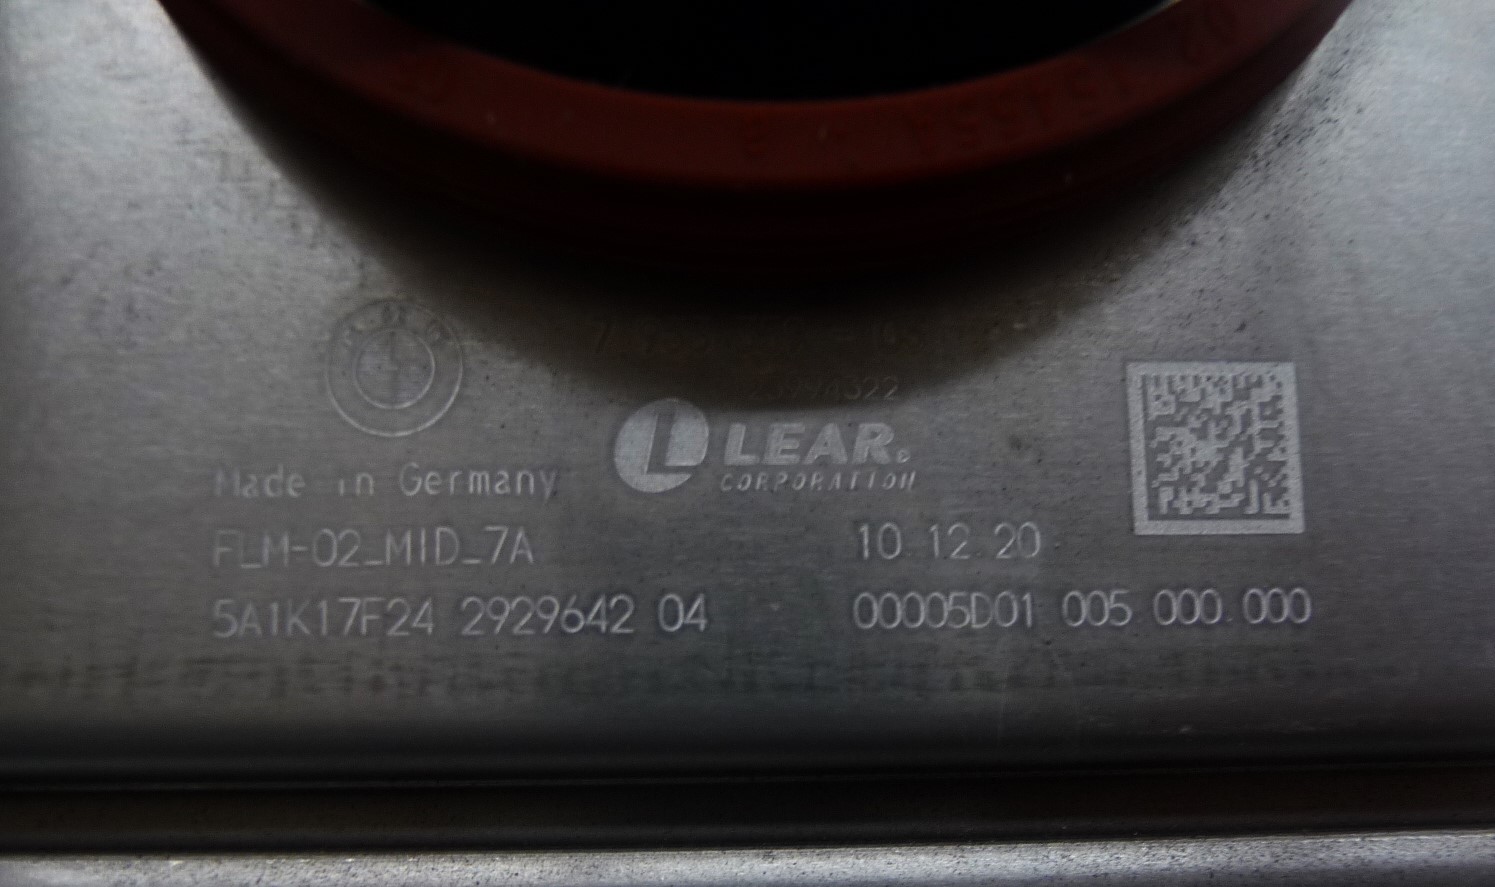 LEAR
CORPORATION
Made in Germany
FLM-02_MID_7A 10.12.20
5A1K17F24 2929642 04 00005D01 005.000.000